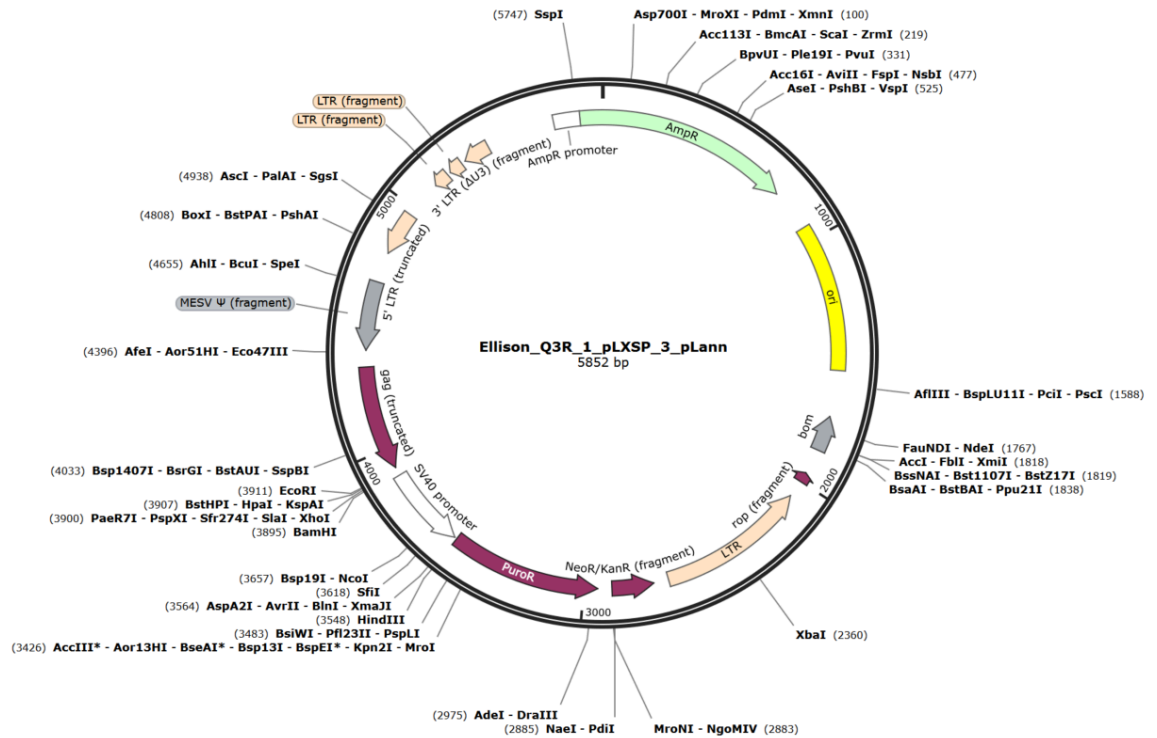 (5747) SspI
Asp700I - MroXI - PdmI - XmnI (100)
Acc113I - BmcAI - ScaI - ZrmI (219)
BpvUI - Ple19I - PvuI (331)
Acc16I - AviII - FspI - NsbI (477)
AseI - PshBI - VspI (525)
LTR (fragment)
LTR (fragment)
3' LTR (ΔU3) (fragment)
AmpR promoter
AmpR
(4938) AscI - PalAI - SgsI
5000
1000
(4808) BoxI - BstPAI - PshAI
5' LTR (truncated)
ori
(4655) AhlI - BcuI - SpeI
MESV Ψ (fragment)
Ellison_Q3R_1_pLXSP_3_pLann
5852 bp
(4396) AfeI - Aor51HI - Eco47III
gag (truncated)
AflIII - BspLU11I - PciI - PscI (1588)
bom
FauNDI - NdeI (1767)
AccI - FblI - XmiI (1818)
BssNAI - Bst1107I - BstZ17I (1819)
BsaAI - BstBAI - Ppu21I (1838)
(4033) Bsp1407I - BsrGI - BstAUI - SspBI
4000
2000
(3911) EcoRI
(3907) BstHPI - HpaI - KspAI
(3900) PaeR7I - PspXI - Sfr274I - SlaI - XhoI
(3895) BamHI
SV40 promoter
rop (fragment)
LTR
NeoR/KanR (fragment)
PuroR
(3657) Bsp19I - NcoI
(3618) SfiI
(3564) AspA2I - AvrII - BlnI - XmaJI
(3548) HindIII
(3483) BsiWI - Pfl23II - PspLI
(3426) AccIII* - Aor13HI - BseAI* - Bsp13I - BspEI* - Kpn2I - MroI
3000
XbaI (2360)
(2975) AdeI - DraIII
(2885) NaeI - PdiI
MroNI - NgoMIV (2883)